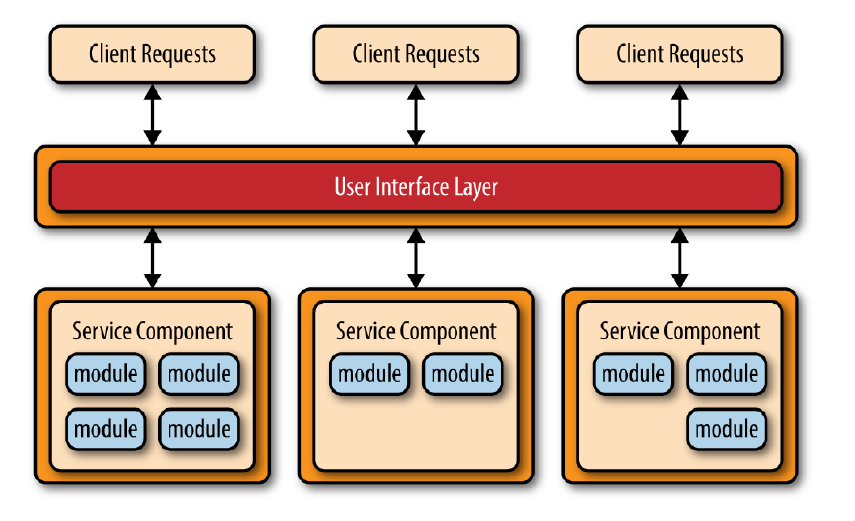 Client Requests
Client Requests
Client Requests
User Interface Layer
Service Component
module module
module module
Service Component
module module
Service Component
module module
module